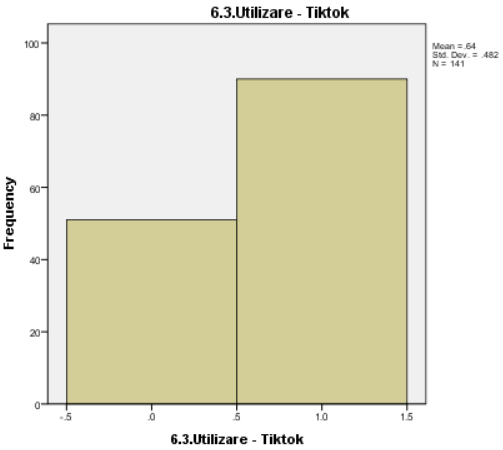 6.3.Utilizare - Tiktok
Mean =.64
Std. Dev. = .482
N = 141
Frequency
100
80
60
40
20
0
-.5
.0
.5
1.0
1.5
6.3.Utilizare - Tiktok